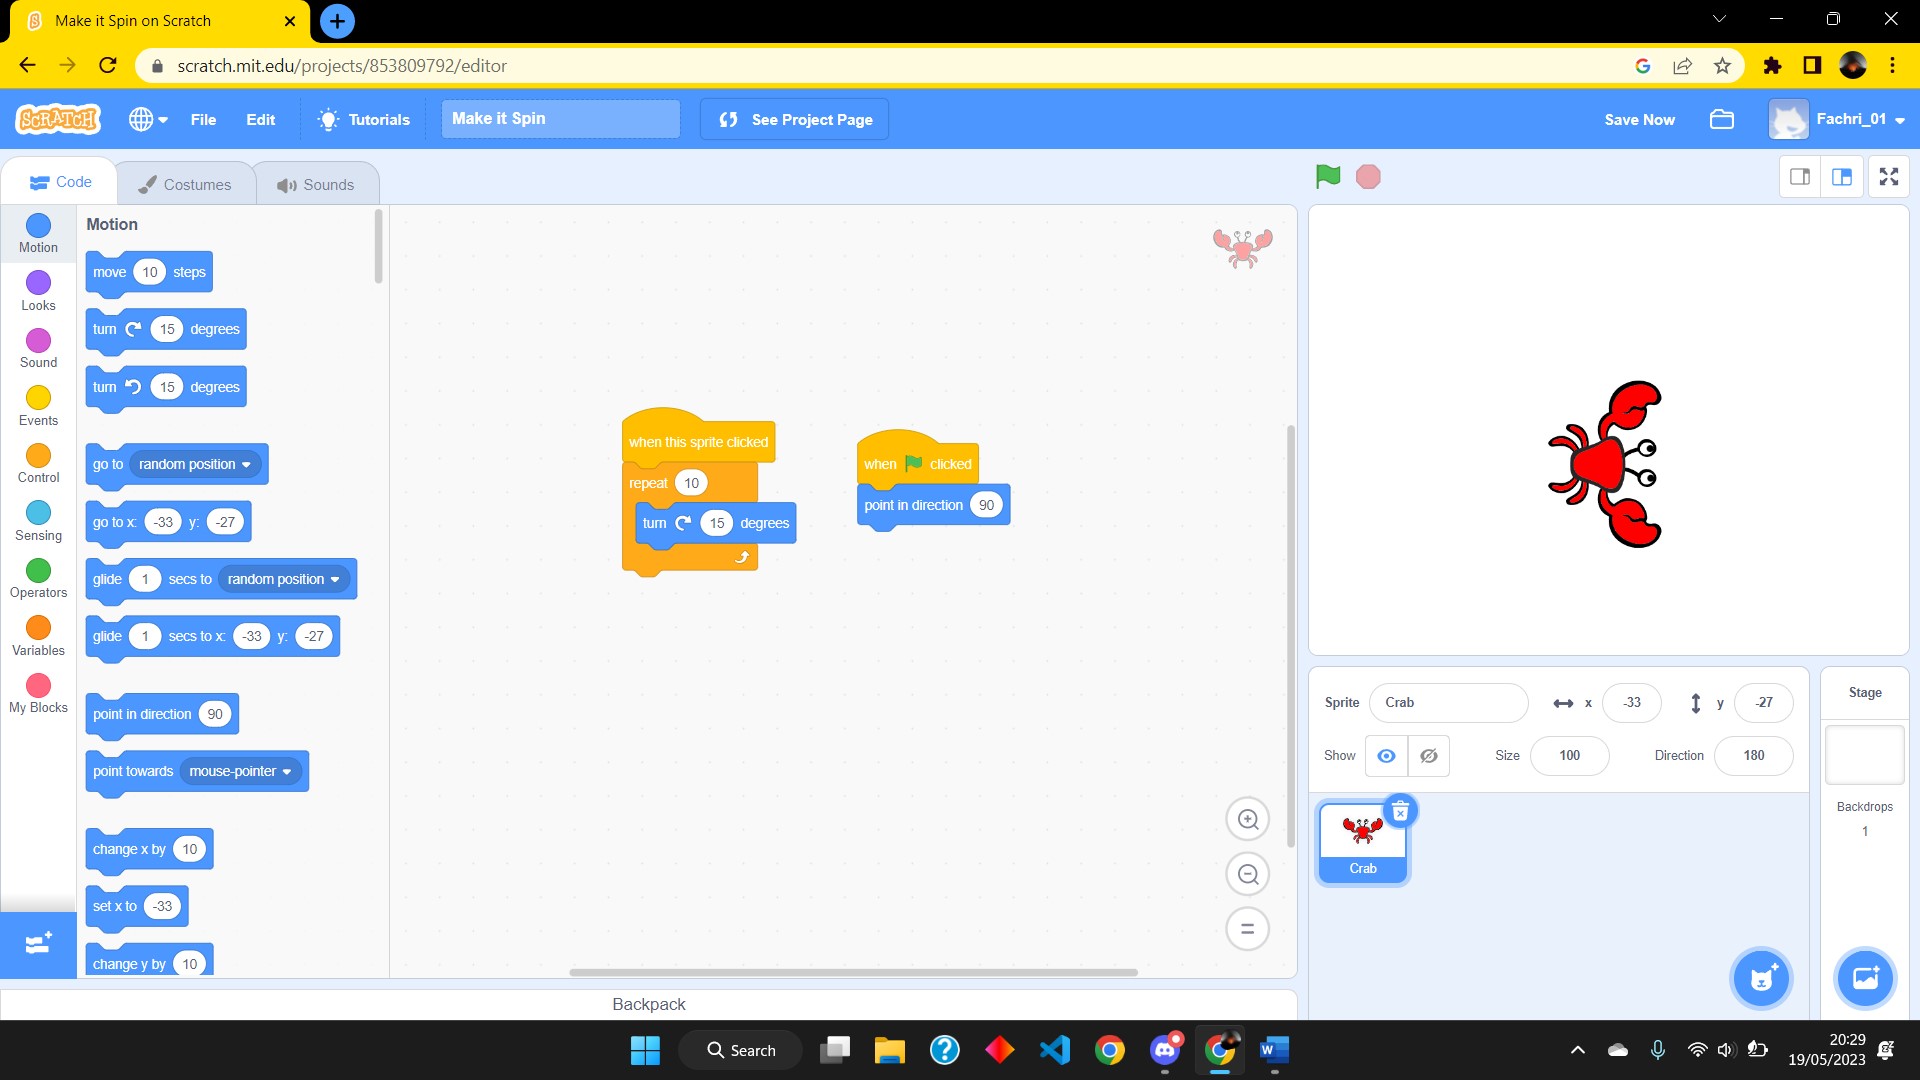 Make it Spin on Scratch
scratch.mit.edu/projects/853809792/editor
SCRATCH
File
Edit
Tutorials
Make it Spin
See Project Page
Save Now
Fachri_01
Code
Costumes
Sounds
Motion
Looks
Sound
Events
Control
Sensing
Operators
Variables
My Blocks
Motion
move 10 steps
turn 15 degrees
turn 15 degrees
go to random position
go to x: -33 y: -27
glide 1 secs to random position
glide 1 secs to x: -33 y: -27
point in direction 90
point towards mouse-pointer
change x by 10
set x to -33
change y by 10
when this sprite clicked
repeat 10
turn 15 degrees
when clicked
point in direction 90
Backpack
Sprite Crab x -33 y -27
Show Size 100 Direction 180
Crab
Stage
Backdrops
1
Search
20:29
19/05/2023